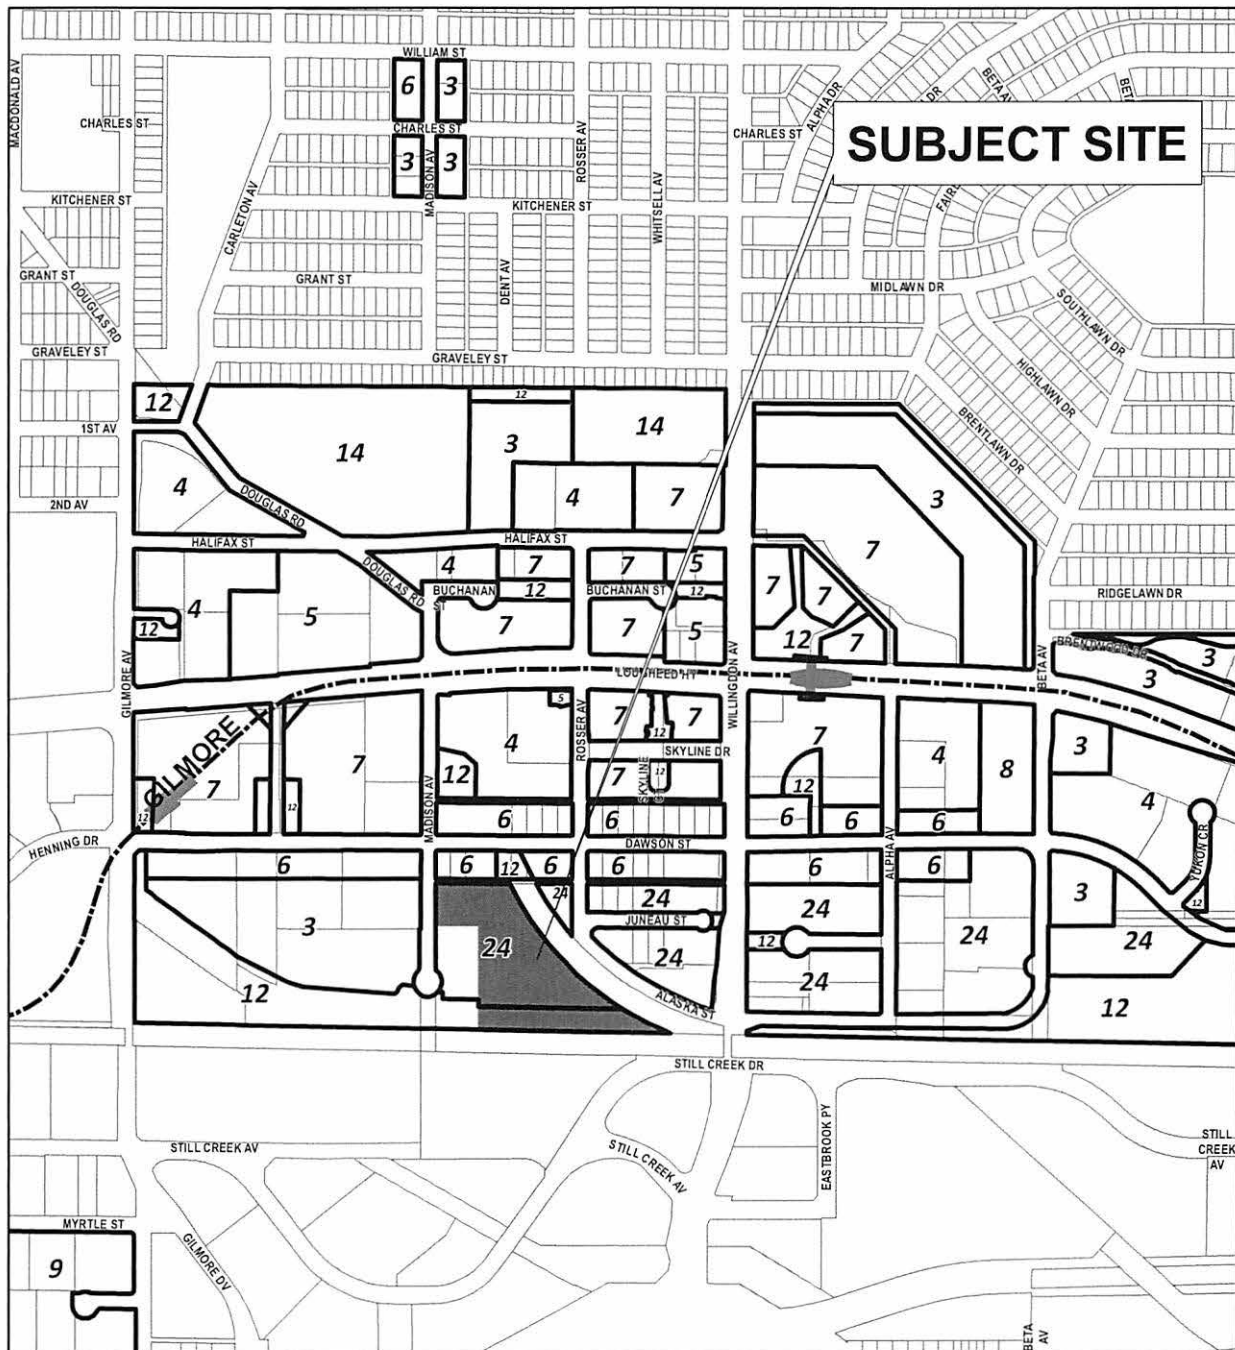 WILLIAM ST
MACDONALD AV
6
3
CHARLES ST
CHARLES ST
CHARLES ST
ALPHA DR
DR
BETA AV
BETA
SUBJECT SITE
3
3
MADISON AV
ROSSER AV
WHITSELL AV
CARLETON AV
KITCHENER ST
KITCHENER ST
GRANT ST
GRANT ST
DOUGLAS RD
DENT AV
MIDLAWN DR
SOUTHLAWN DR
HIGHLAWN DR
BRENTLAWN DR
GRAVELEY ST
GRAVELEY ST
12
12
1ST AV
14
3
14
4
4
7
3
2ND AV
DOUGLAS RD
HALIFAX ST
HALIFAX ST
7
4
7
7
5
DOUGLAS RD
BUCHANAN
ST
12
BUCHANAN ST
12
7
7
RIDGELAWN DR
4
5
12
7
7
5
12
7
BRENTWOOD
3
3
GILMORE AV
LOUGHEED HY
WILLINGDON AV
BETA AV
GILMORE
5
ROSSER AV
7
7
12
4
7
7
4
8
3
4
SKYLINE DR
12
7
12
SKYLINE
7
12
12
12
MADISON AV
6
6
6
6
6
DAWSON ST
ALPHA AV
YUKON CR
HENNING DR
6
6
12
6
6
6
6
3
12
24
24
24
JUNEAU ST
3
24
24
12
24
24
24
12
ALASKA ST
24
12
STILL CREEK DR
STILL CREEK AV
STILL CREEK AV
EASTBROOK PY
STILL
CREEK
AV
MYRTLE ST
GILMORE DV
9
BETA
AV